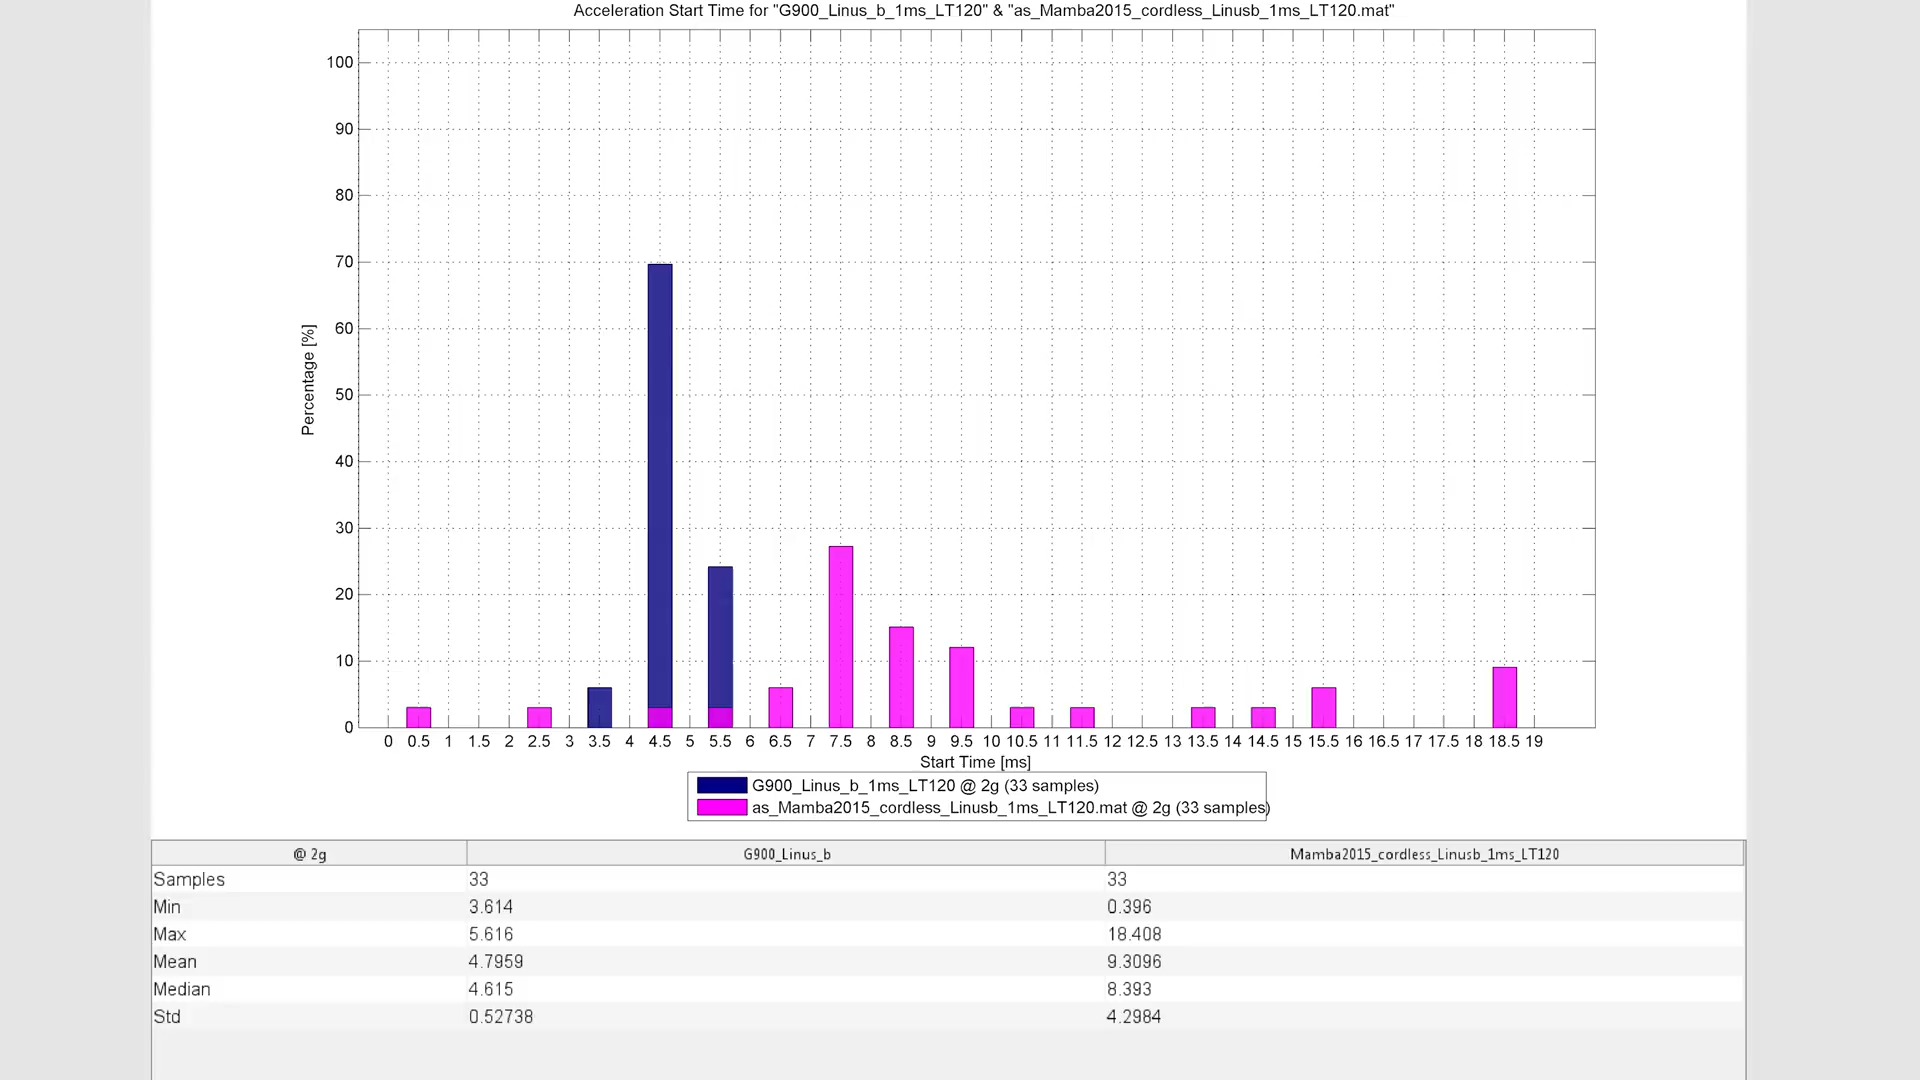 Acceleration Start Time for "G900_Linus_b_1ms_LT120" & "as_Mamba2015_cordless_Linusb_1ms_LT120.mat"
100
90
80
70
60
50
40
30
20
10
0
Percentage [%]
0 0.5 1 1.5 2 2.5 3 3.5 4 4.5 5 5.5 6 6.5 7 7.5 8 8.5 9 9.5 10 10.5 11 11.5 12 12.5 13 13.5 14 14.5 15 15.5 16 16.5 17 17.5 18 18.5 19
Start Time [ms]
G900_Linus_b_1ms_LT120 @ 2g (33 samples)
as_Mamba2015_cordless_Linusb_1ms_LT120.mat @ 2g (33 samples)
@ 2g G900_Linus_b Mamba2015_cordless_Linusb_1ms_LT120
Samples 33 33
Min 3.614 0.396
Max 5.616 18.408
Mean 4.7959 9.3096
Median 4.615 8.393
Std 0.52738 4.2984